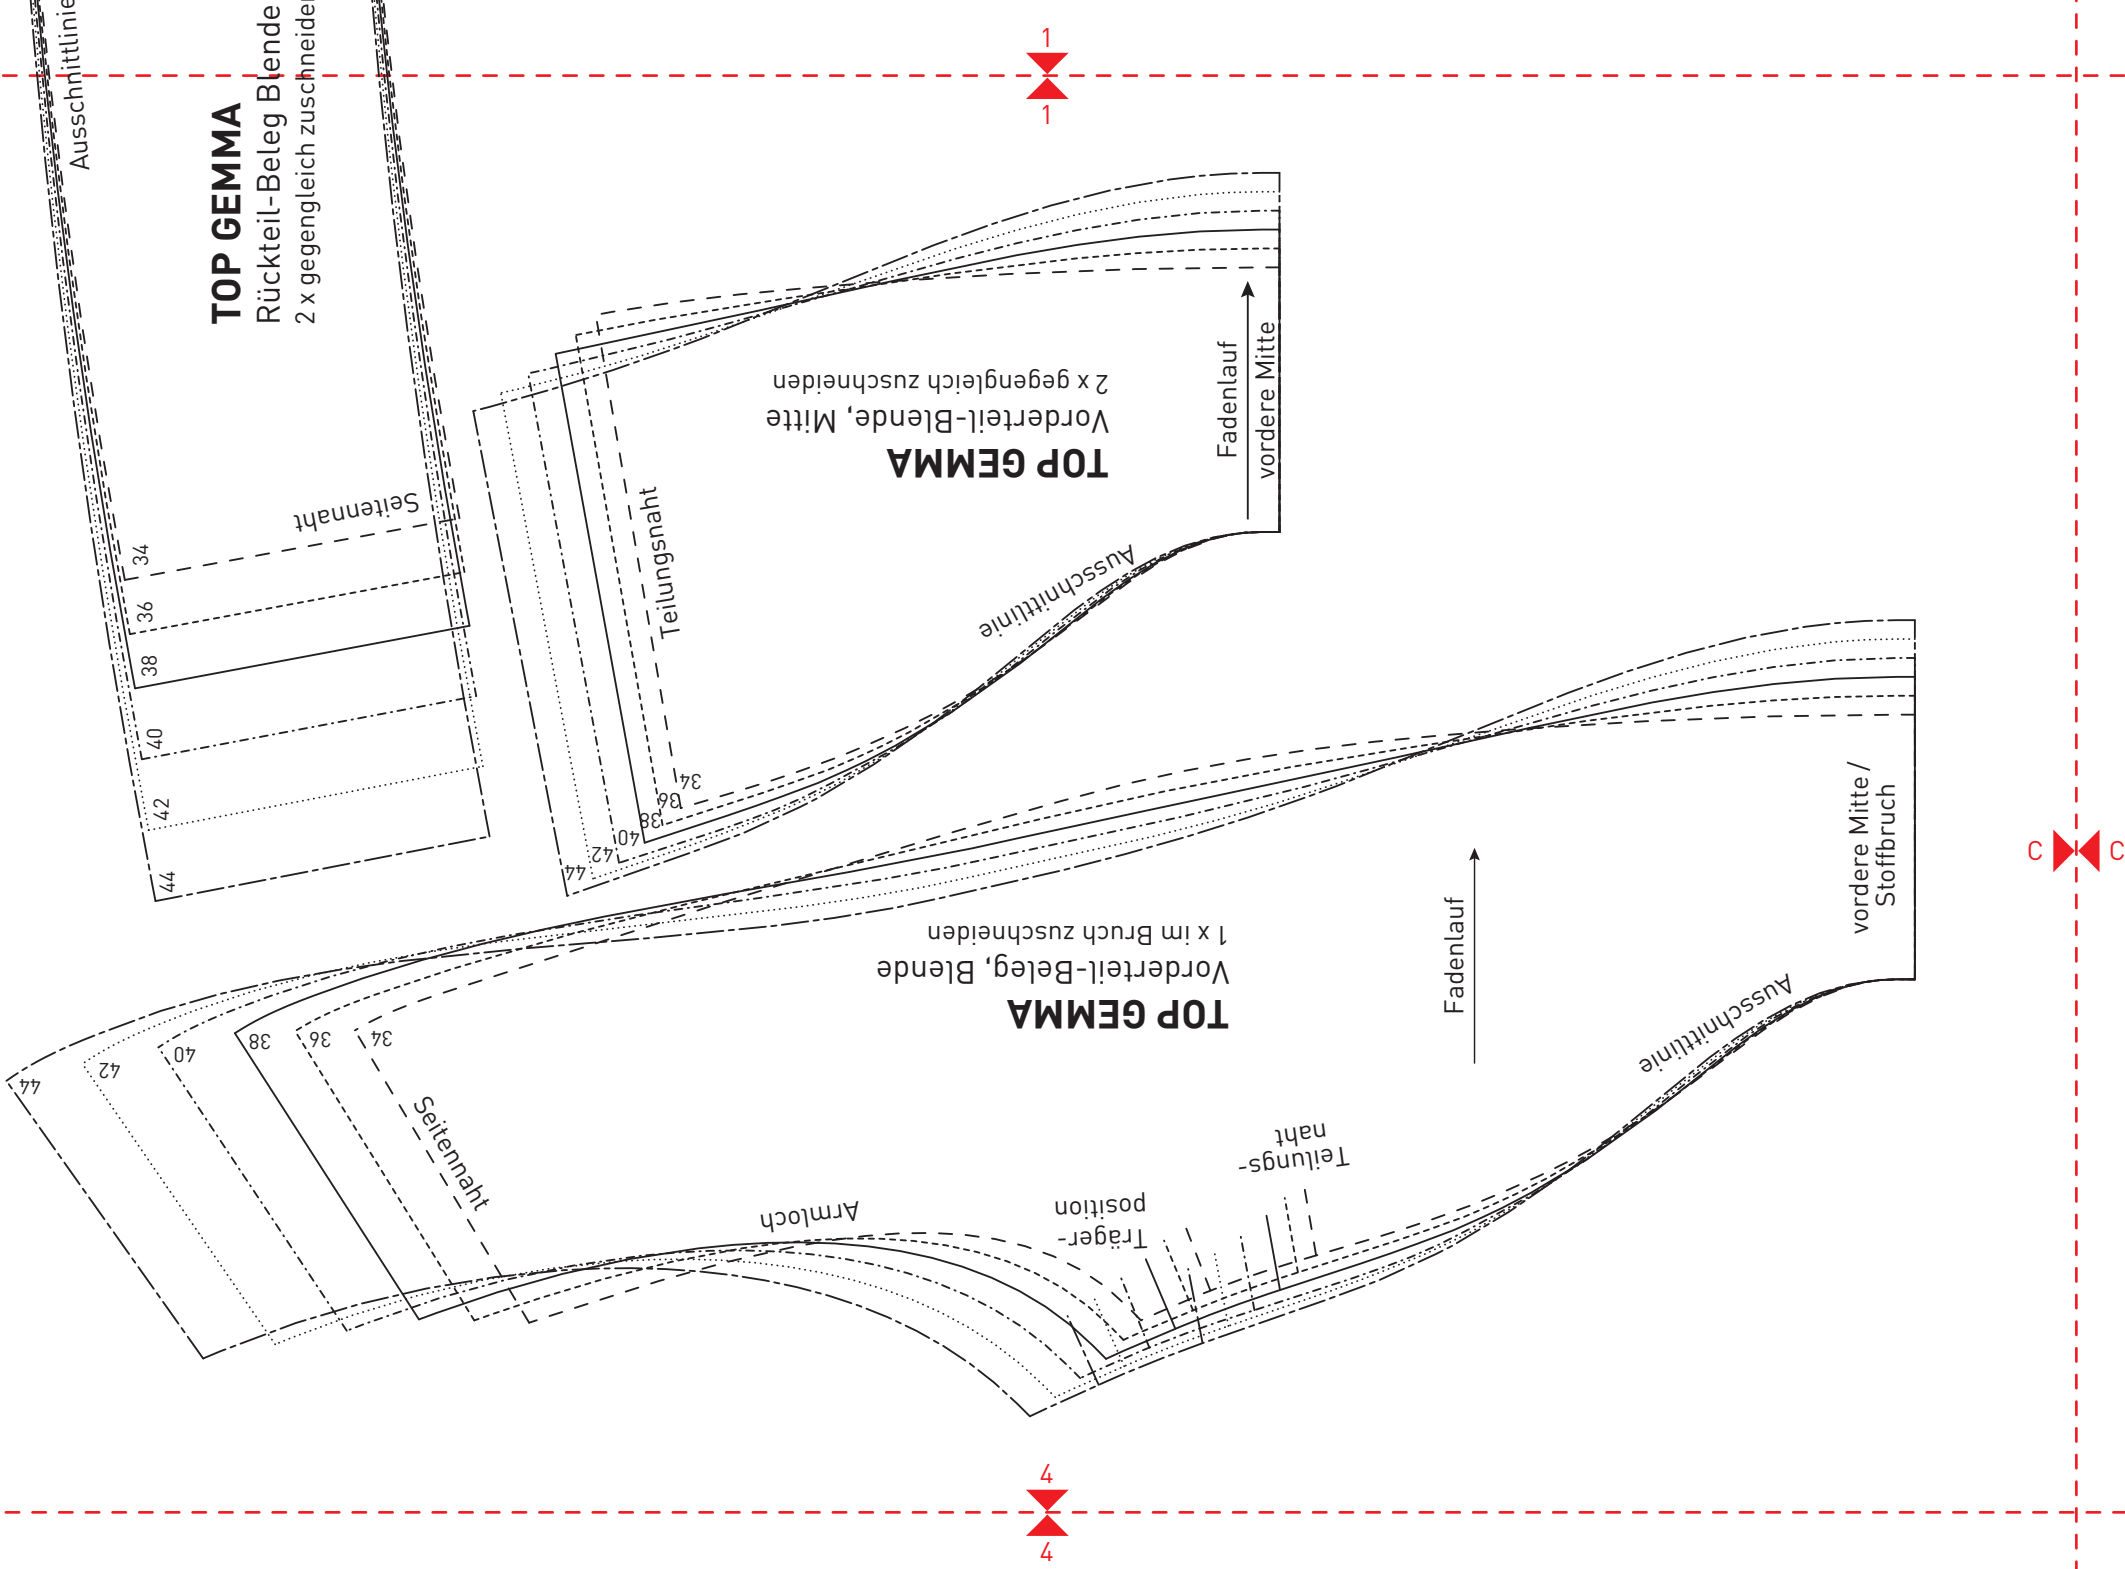 1
1
Ausschnittlinie
TOP GEMMA
Rückteil-Beleg Blende
2 x gegengleich zuschneiden
Seitennaht
34
36
38
40
42
44
TOP GEMMA
Vorderteil-Blende, Mitte
2 x gegengleich zuschneiden
Fadenlauf
vordere Mitte
Teilungsnaht
Ausschnittlinie
34
36
38
40
42
44
TOP GEMMA
Vorderteil-Beleg, Blende
1 x im Bruch zuschneiden
Fadenlauf
vordere Mitte /
Stoffbruch
Ausschnittlinie
Teilungs-
naht
Träger-
position
Armloch
Seitennaht
34
36
38
40
42
44
C
C
4
4